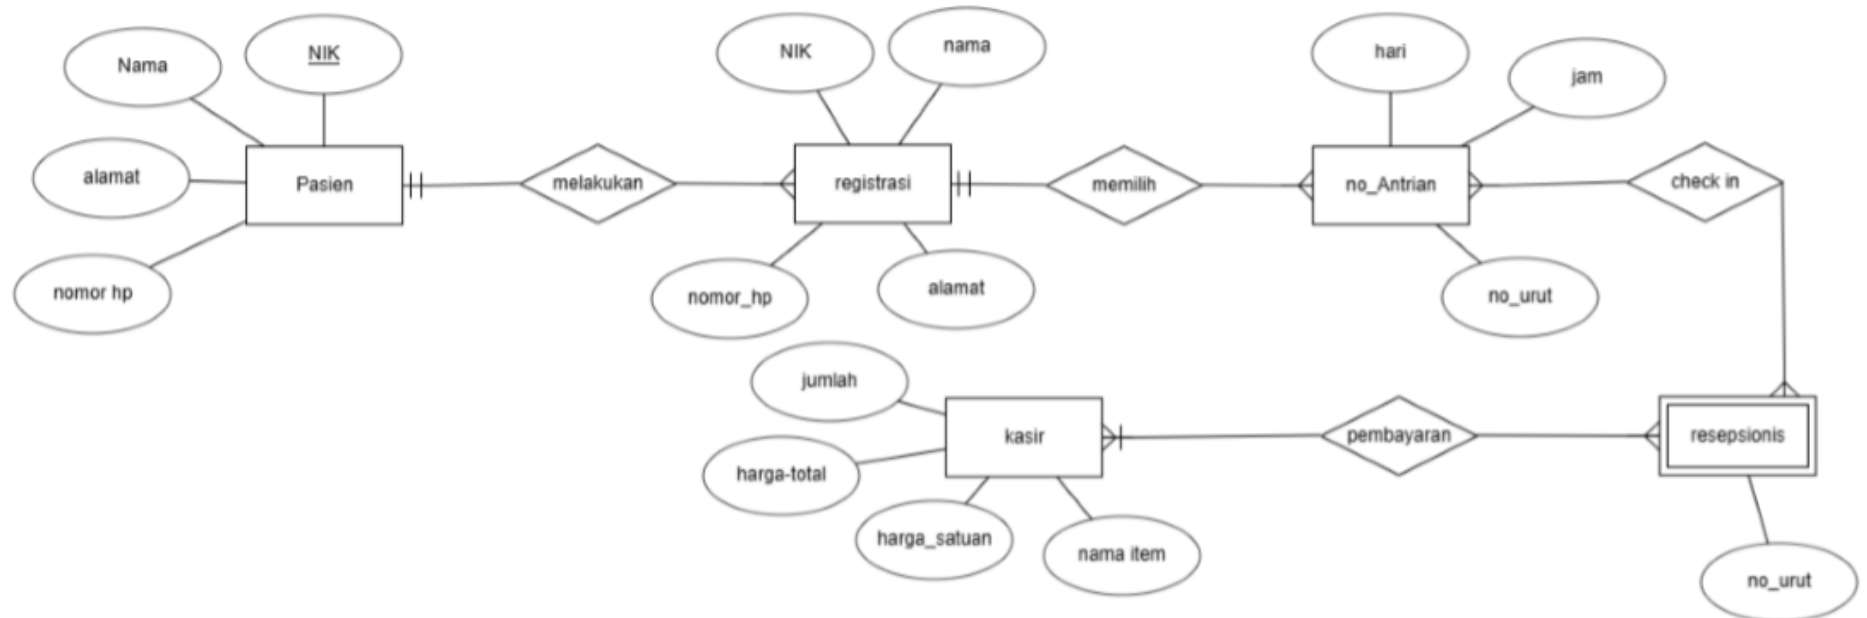 Nama
NIK
alamat
Pasien
nomor hp
melakukan
NIK
nama
registrasi
nomor_hp
alamat
memilih
hari
jam
no_Antrian
no_urut
check in
jumlah
kasir
harga-total
harga_satuan
nama item
pembayaran
resepsionis
no_urut